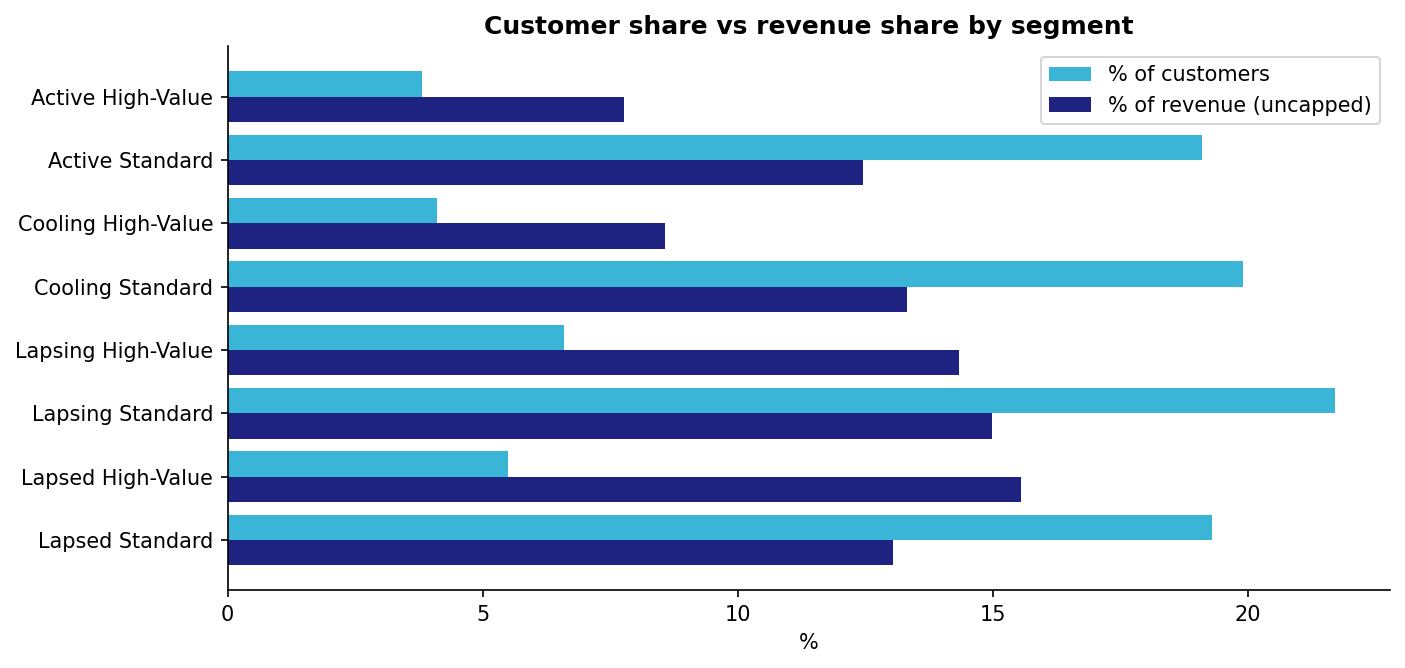 Customer share vs revenue share by segment
% of customers
% of revenue (uncapped)
Active High-Value
Active Standard
Cooling High-Value
Cooling Standard
Lapsing High-Value
Lapsing Standard
Lapsed High-Value
Lapsed Standard
0 5 10 15 20
%